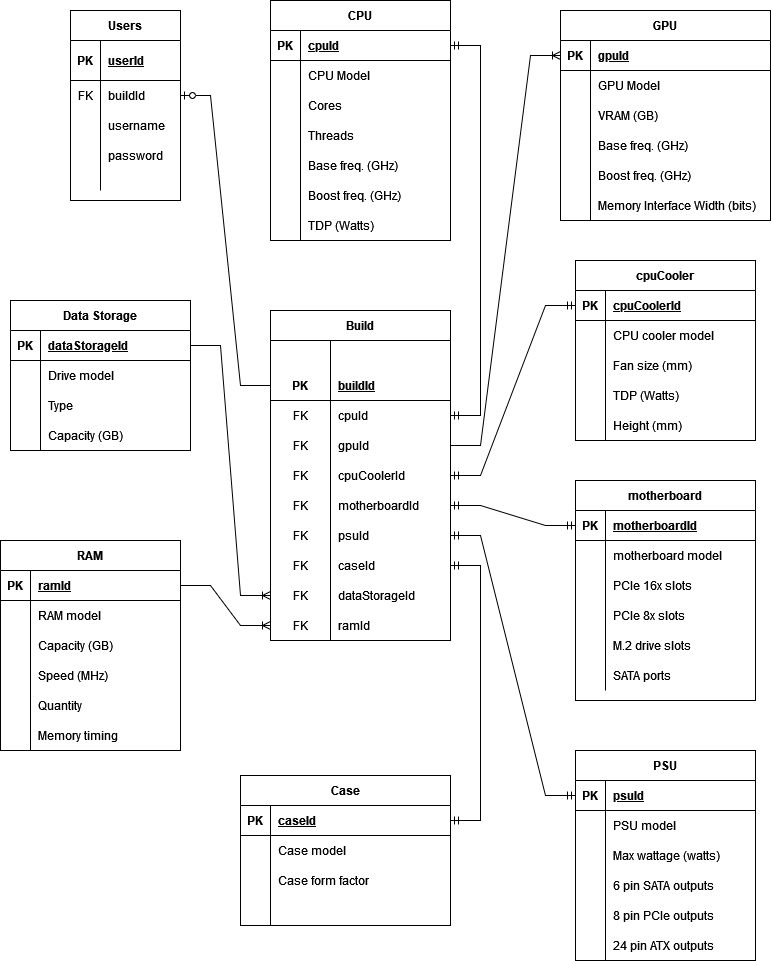 Users
PK userId
FK buildId
username
password
CPU
PK cpuId
CPU Model
Cores
Threads
Base freq. (GHz)
Boost freq. (GHz)
TDP (Watts)
GPU
PK gpuId
GPU Model
VRAM (GB)
Base freq. (GHz)
Boost freq. (GHz)
Memory Interface Width (bits)
Data Storage
PK dataStorageId
Drive model
Type
Capacity (GB)
Build
PK buildId
FK cpuId
FK gpuId
FK cpuCoolerId
FK motherboardId
FK psuId
FK caseId
FK dataStorageId
FK ramId
cpuCooler
PK cpuCoolerId
CPU cooler model
Fan size (mm)
TDP (Watts)
Height (mm)
RAM
PK ramId
RAM model
Capacity (GB)
Speed (MHz)
Quantity
Memory timing
motherboard
PK motherboardId
motherboard model
PCIe 16x slots
PCIe 8x slots
M.2 drive slots
SATA ports
Case
PK caseId
Case model
Case form factor
PSU
PK psuId
PSU model
Max wattage (watts)
6 pin SATA outputs
8 pin PCIe outputs
24 pin ATX outputs